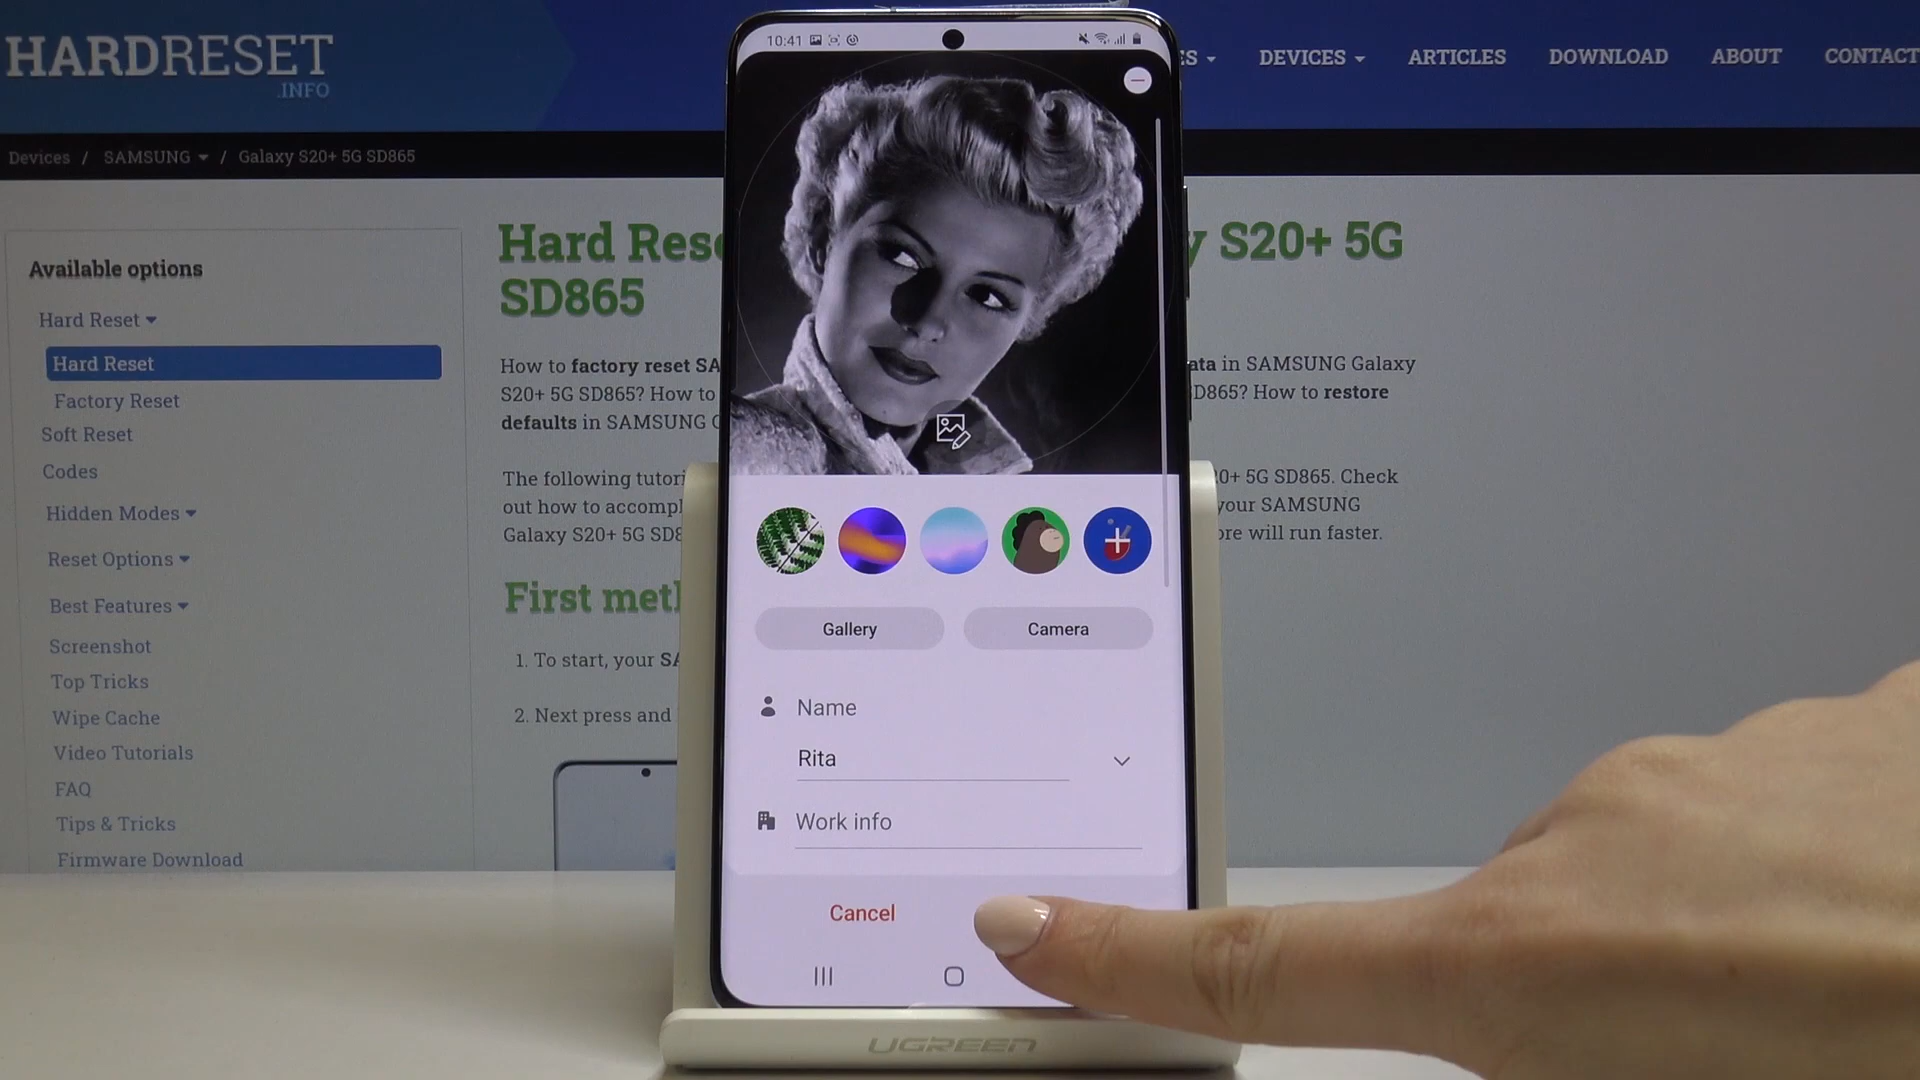 HARDRESET
.INFO
DEVICES
ARTICLES
DOWNLOAD
ABOUT
CONTACT
Devices / SAMSUNG / Galaxy S20+ 5G SD865
Available options
Hard Reset
Hard Reset
Factory Reset
Soft Reset
Codes
Hidden Modes
Reset Options
Best Features
Screenshot
Top Tricks
Wipe Cache
Video Tutorials
FAQ
Tips & Tricks
Firmware Download
Hard Res
y S20+ 5G
SD865
How to factory reset SA
ata in SAMSUNG Galaxy
S20+ 5G SD865? How to
D865? How to restore
defaults in SAMSUNG
The following tutori
0+ 5G SD865. Check
out how to accomp
your SAMSUNG
Galaxy S20+ 5G SD8
re will run faster.
First met
1. To start, your SA
2. Next press and
10:41
Gallery
Camera
Name
Rita
Work info
Cancel
UGREEN